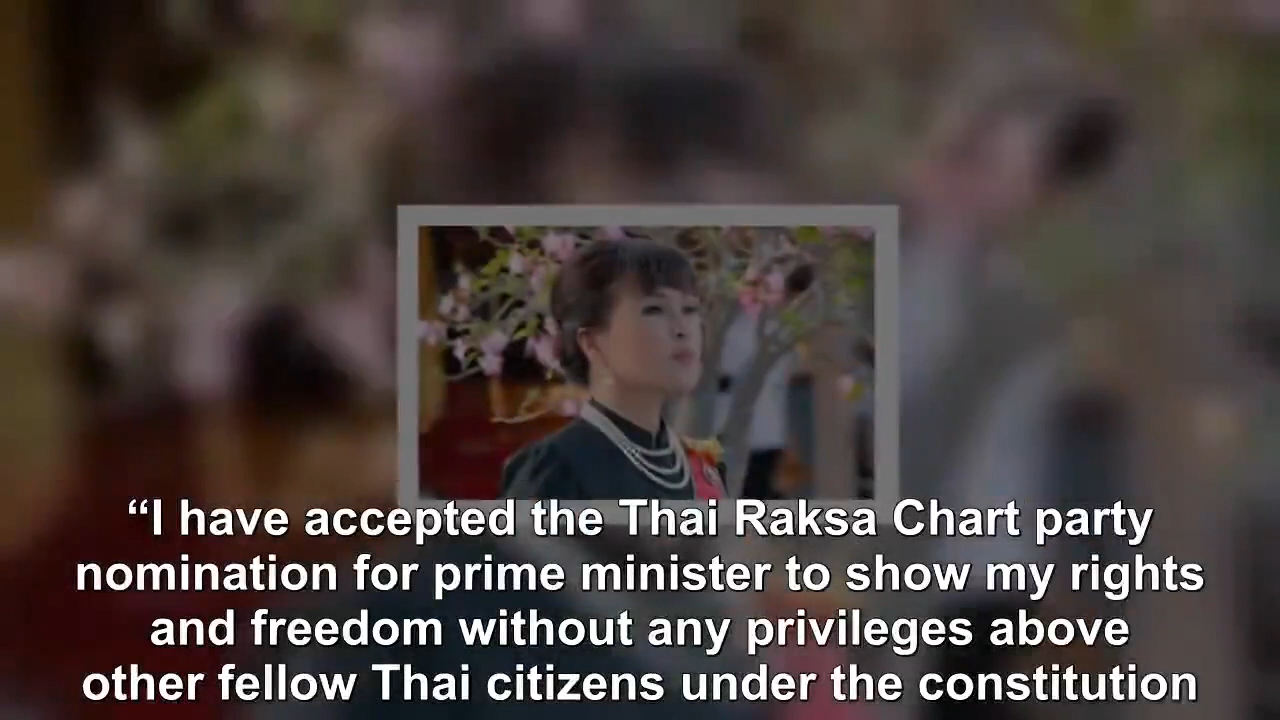 “I have accepted the Thai Raksa Chart party
nomination for prime minister to show my rights
and freedom without any privileges above
other fellow Thai citizens under the constitution